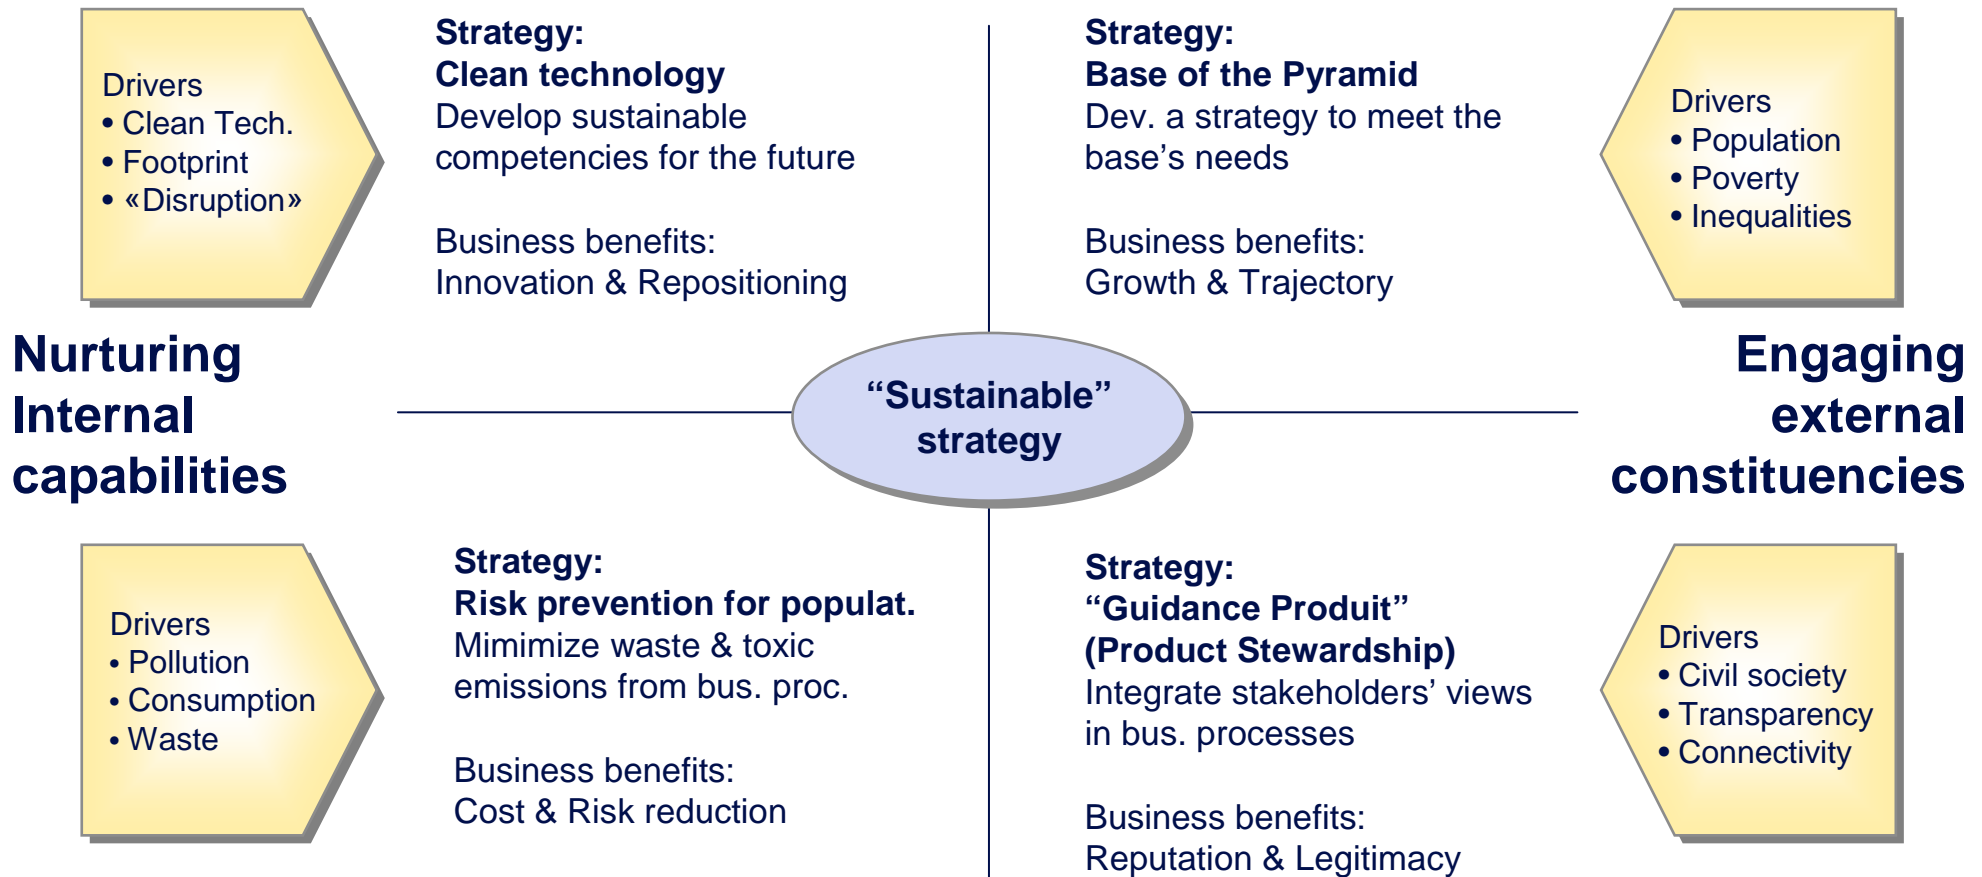 Drivers
• Clean Tech.
• Footprint
• «Disruption»
Strategy:
Clean technology
Develop sustainable
competencies for the future
Business benefits:
Innovation & Repositioning
Strategy:
Base of the Pyramid
Dev. a strategy to meet the
base’s needs
Business benefits:
Growth & Trajectory
Drivers
• Population
• Poverty
• Inequalities
Nurturing
Internal
capabilities
“Sustainable”
strategy
Engaging
external
constituencies
Drivers
• Pollution
• Consumption
• Waste
Strategy:
Risk prevention for populat.
Mimimize waste & toxic
emissions from bus. proc.
Business benefits:
Cost & Risk reduction
Strategy:
“Guidance Produit”
(Product Stewardship)
Integrate stakeholders’ views
in bus. processes
Business benefits:
Reputation & Legitimacy
Drivers
• Civil society
• Transparency
• Connectivity